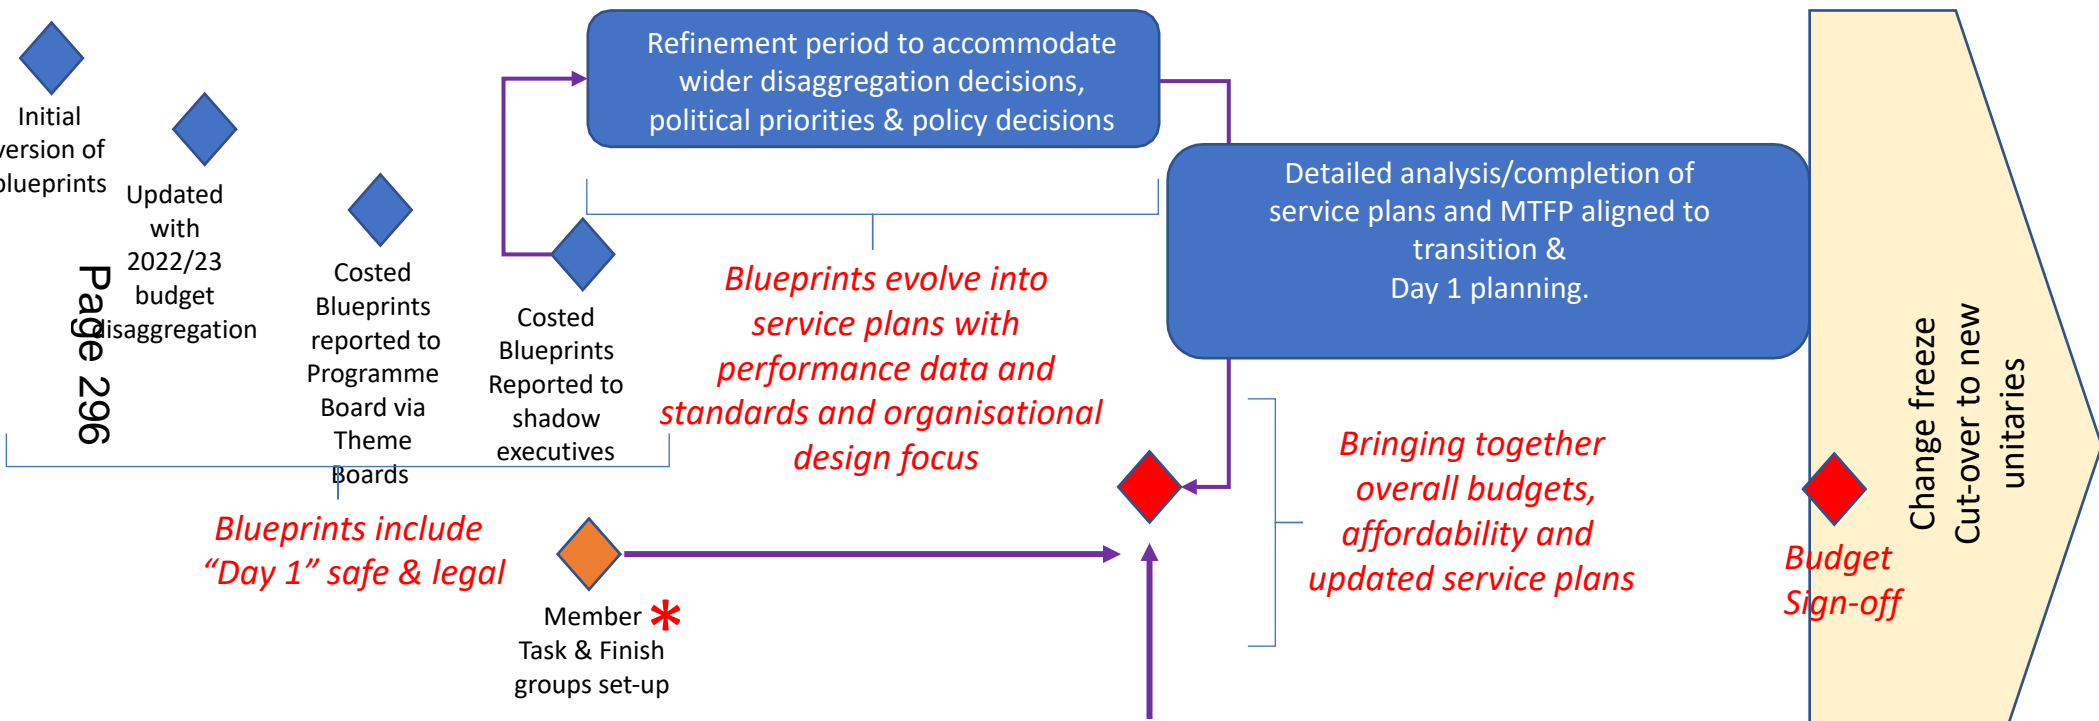 Initial
version of
blueprints
Updated
with
2022/23
budget
disaggregation
Page 296
Costed
Blueprints
reported to
Programme
Board via
Theme
Boards
Costed
Blueprints
Reported to
shadow
executives
Refinement period to accommodate
wider disaggregation decisions,
political priorities & policy decisions
Detailed analysis/completion of
service plans and MTFP aligned to
transition &
Day 1 planning.
Blueprints evolve into
service plans with
performance data and
standards and organisational
design focus
Blueprints include
“Day 1” safe & legal
Member *
Task & Finish
groups set-up
Bringing together
overall budgets,
affordability and
updated service plans
Budget
Sign-off
Change freeze
Cut-over to new
unitaries